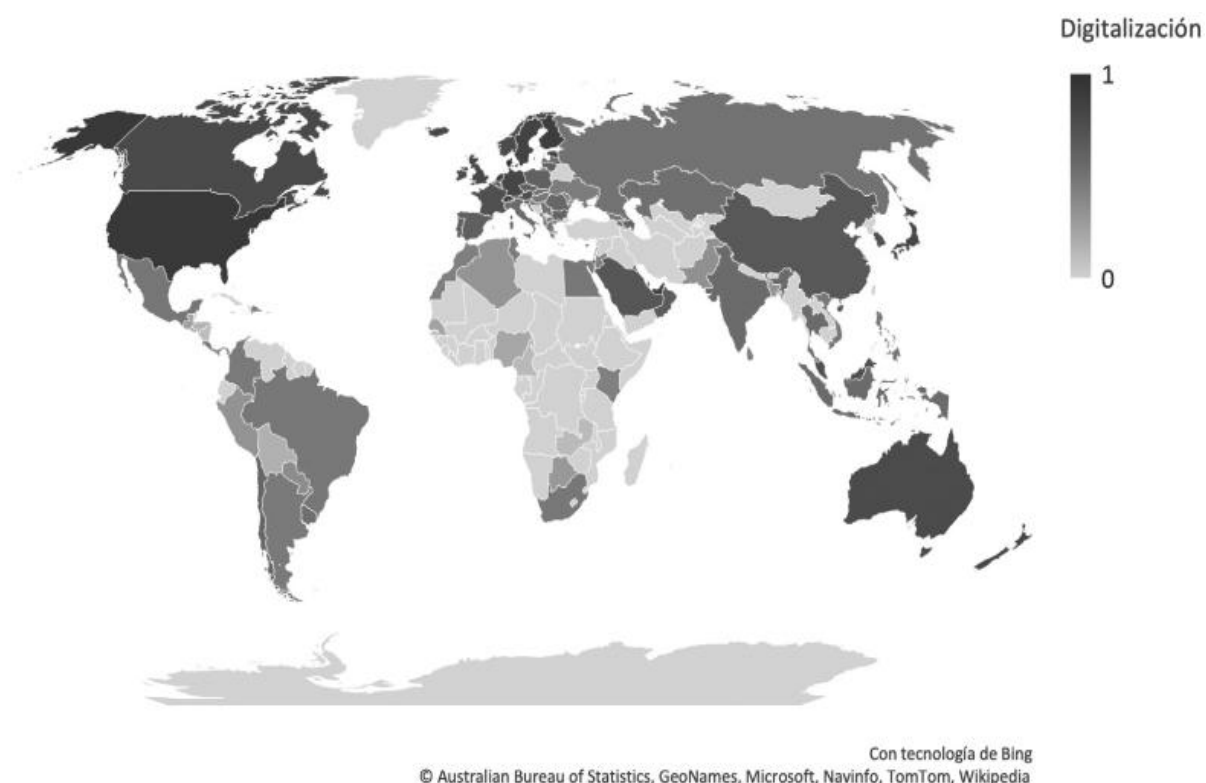 Digitalización
1
0
Con tecnología de Bing
© Australian Bureau of Statistics, GeoNames, Microsoft, Navinfo, TomTom, Wikipedia